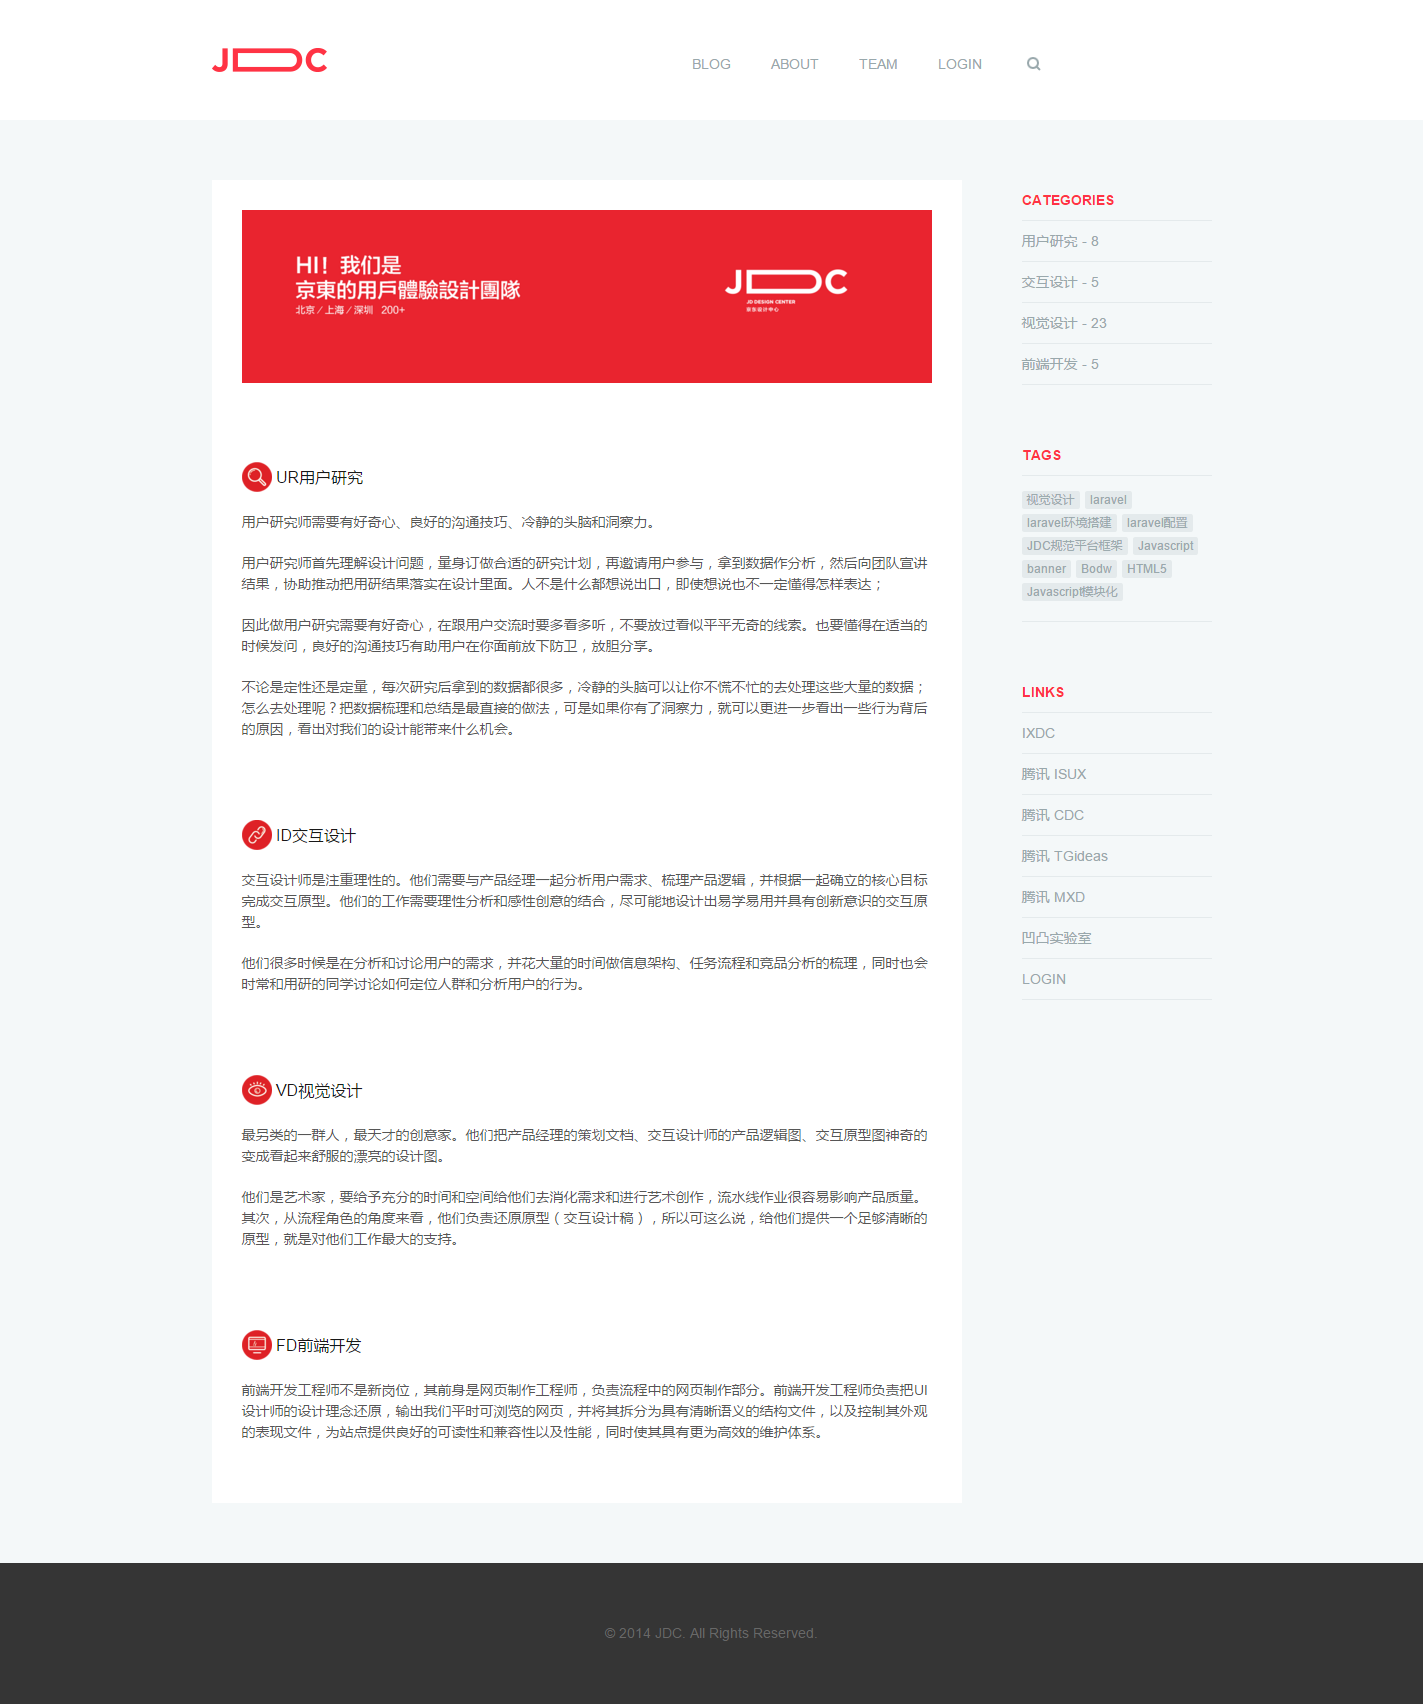 JDC
BLOG ABOUT TEAM LOGIN
HI！我们是
京東的用戶體驗設計團隊
北京／上海／深圳 200+
JDC
JD DESIGN CENTER
京东设计中心
UR用户研究
用户研究师需要有好奇心、良好的沟通技巧、冷静的头脑和洞察力。
用户研究师首先理解设计问题，量身订做合适的研究计划，再邀请用户参与，拿到数据作分析，然后向团队宣讲
结果，协助推动把用研结果落实在设计里面。人不是什么都想说出口，即使想说也不一定懂得怎样表达；
因此做用户研究需要有好奇心，在跟用户交流时要多看多听，不要放过看似平平无奇的线索。也要懂得在适当的
时候发问，良好的沟通技巧有助用户在你面前放下防卫，放胆分享。
不论是定性还是定量，每次研究后拿到的数据都很多，冷静的头脑可以让你不慌不忙的去处理这些大量的数据；
怎么去处理呢？把数据梳理和总结是最直接的做法，可是如果你有了洞察力，就可以更进一步看出一些行为背后
的原因，看出对我们的设计能带来什么机会。
ID交互设计
交互设计师是注重理性的。他们需要与产品经理一起分析用户需求、梳理产品逻辑，并根据一起确立的核心目标
完成交互原型。他们的工作需要理性分析和感性创意的结合，尽可能地设计出易学易用并具有创新意识的交互原
型。
他们很多时候是在分析和讨论用户的需求，并花大量的时间做信息架构、任务流程和竞品分析的梳理，同时也会
时常和用研的同学讨论如何定位人群和分析用户的行为。
VD视觉设计
最另类的一群人，最天才的创意家。他们把产品经理的策划文档、交互设计师的产品逻辑图、交互原型图神奇的
变成看起来舒服的漂亮的设计图。
他们是艺术家，要给予充分的时间和空间给他们去消化需求和进行艺术创作，流水线作业很容易影响产品质量。
其次，从流程角色的角度来看，他们负责还原原型（交互设计稿），所以可这么说，给他们提供一个足够清晰的
原型，就是对他们工作最大的支持。
FD前端开发
前端开发工程师不是新岗位，其前身是网页制作工程师，负责流程中的网页制作部分。前端开发工程师负责把UI
设计师的设计理念还原，输出我们平时可浏览的网页，并将其拆分为具有清晰语义的结构文件，以及控制其外观
的表现文件，为站点提供良好的可读性和兼容性以及性能，同时使其具有更为高效的维护体系。
CATEGORIES
用户研究 - 8
交互设计 - 5
视觉设计 - 23
前端开发 - 5
TAGS
视觉设计 laravel
laravel环境搭建 laravel配置
JDC规范平台框架 Javascript
banner Bodw HTML5
Javascript模块化
LINKS
IXDC
腾讯 ISUX
腾讯 CDC
腾讯 TGideas
腾讯 MXD
凹凸实验室
LOGIN
© 2014 JDC. All Rights Reserved.